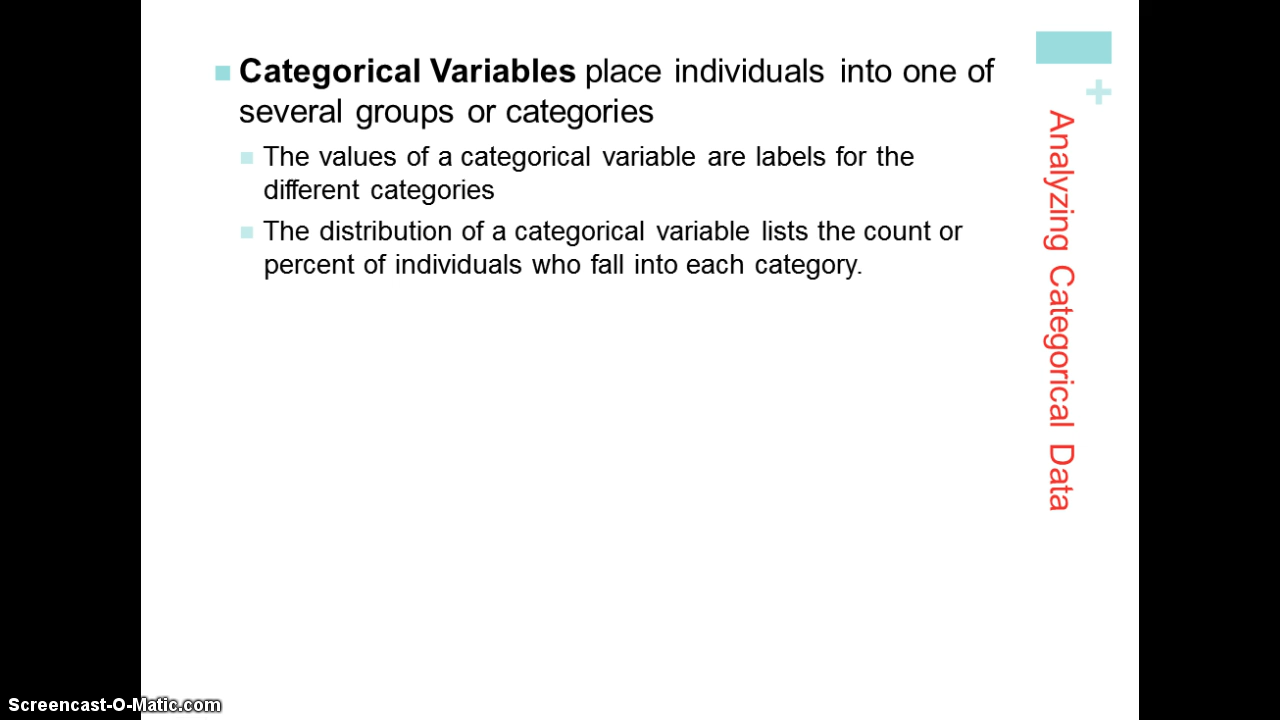 Categorical Variables place individuals into one of
several groups or categories
The values of a categorical variable are labels for the
different categories
The distribution of a categorical variable lists the count or
percent of individuals who fall into each category.
+
Analyzing Categorical Data
Screencast-O-Matic.com